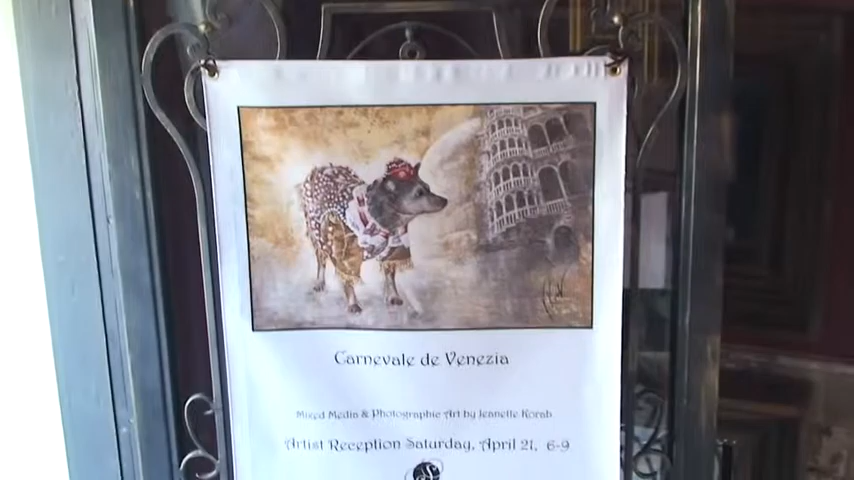 Carnevale de Venezia
Mixed Media & Photographic Art by Jeanette Korab
Artist Reception Saturday, April 21, 6-9